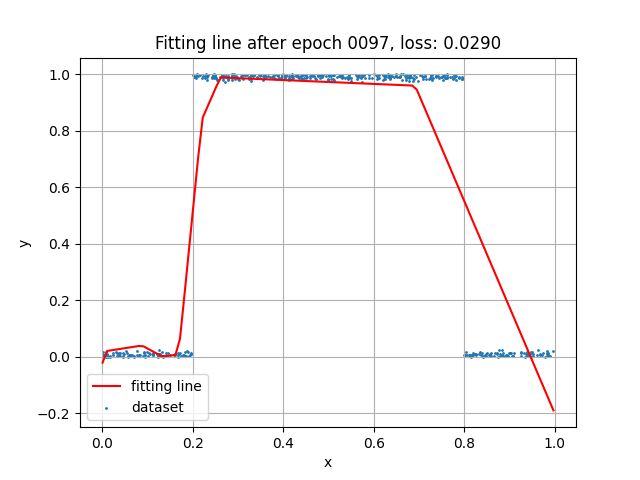 Fitting line after epoch 0097, loss: 0.0290
1.0
0.8
0.6
0.4
0.2
0.0
−0.2
y
fitting line
dataset
0.0 0.2 0.4 0.6 0.8 1.0
x